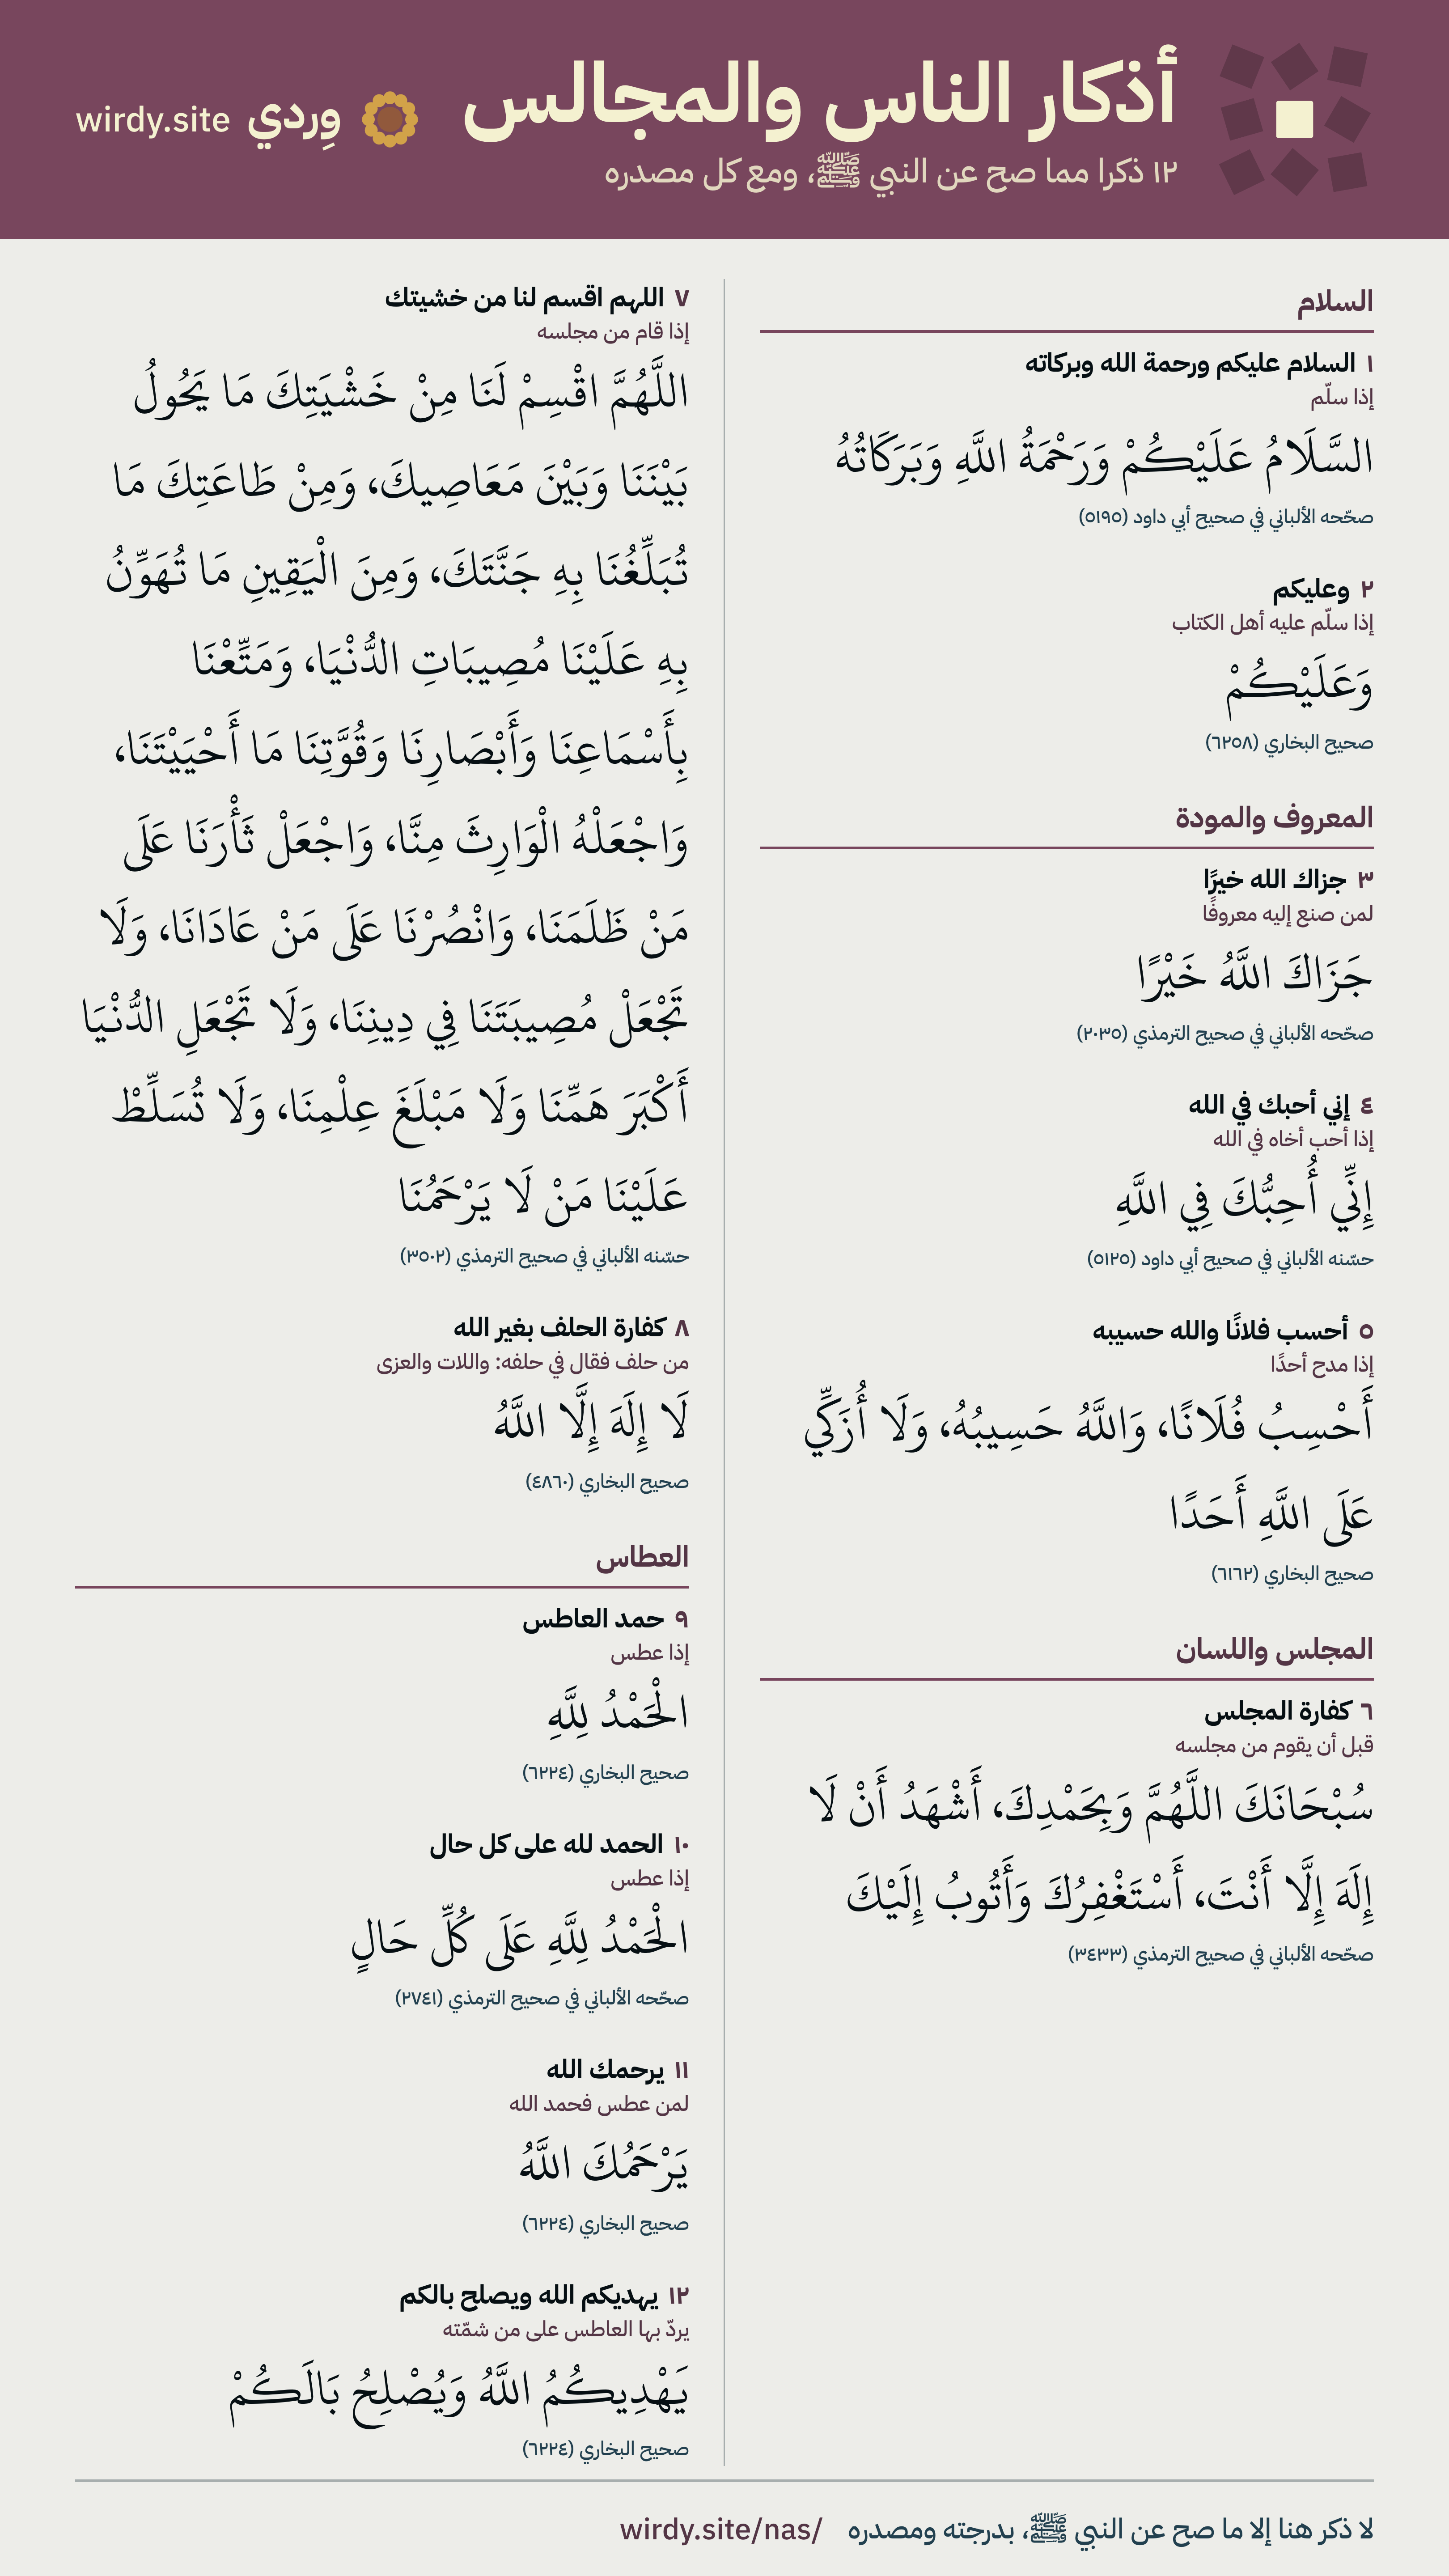 أذكار الناس والمجالس
١٢ ذكرا مما صح عن النبي ﷺ، ومع كل مصدره
وِردي wirdy.site
السلام
١ السلام عليكم ورحمة الله وبركاته
إذا سلّم
السَّلَامُ عَلَيْكُمْ وَرَحْمَةُ اللَّهِ وَبَرَكَاتُهُ
صحّحه الألباني في صحيح أبي داود (٥١٩٥)
٢ وعليكم
إذا سلّم عليه أهل الكتاب
وَعَلَيْكُمْ
صحيح البخاري (٦٢٥٨)
المعروف والمودة
٣ جزاك الله خيرًا
لمن صنع إليه معروفًا
جَزَاكَ اللَّهُ خَيْرًا
صحّحه الألباني في صحيح الترمذي (٢٠٣٥)
٤ إني أحبك في الله
إذا أحب أخاه في الله
إِنِّي أُحِبُّكَ فِي اللَّهِ
حسّنه الألباني في صحيح أبي داود (٥١٢٥)
٥ أحسب فلانًا والله حسيبه
إذا مدح أحدًا
أَحْسِبُ فُلَانًا، وَاللَّهُ حَسِيبُهُ، وَلَا أُزَكِّي
عَلَى اللَّهِ أَحَدًا
صحيح البخاري (٦١٦٢)
المجلس واللسان
٦ كفارة المجلس
قبل أن يقوم من مجلسه
سُبْحَانَكَ اللَّهُمَّ وَبِحَمْدِكَ، أَشْهَدُ أَنْ لَا
إِلَهَ إِلَّا أَنْتَ، أَسْتَغْفِرُكَ وَأَتُوبُ إِلَيْكَ
صحّحه الألباني في صحيح الترمذي (٣٤٣٣)
٧ اللهم اقسم لنا من خشيتك
إذا قام من مجلسه
اللَّهُمَّ اقْسِمْ لَنَا مِنْ خَشْيَتِكَ مَا يَحُولُ
بَيْنَنَا وَبَيْنَ مَعَاصِيكَ، وَمِنْ طَاعَتِكَ مَا
تُبَلِّغُنَا بِهِ جَنَّتَكَ، وَمِنَ الْيَقِينِ مَا تُهَوِّنُ
بِهِ عَلَيْنَا مُصِيبَاتِ الدُّنْيَا، وَمَتِّعْنَا
بِأَسْمَاعِنَا وَأَبْصَارِنَا وَقُوَّتِنَا مَا أَحْيَيْتَنَا،
وَاجْعَلْهُ الْوَارِثَ مِنَّا، وَاجْعَلْ ثَأْرَنَا عَلَى
مَنْ ظَلَمَنَا، وَانْصُرْنَا عَلَى مَنْ عَادَانَا، وَلَا
تَجْعَلْ مُصِيبَتَنَا فِي دِينِنَا، وَلَا تَجْعَلِ الدُّنْيَا
أَكْبَرَ هَمِّنَا وَلَا مَبْلَغَ عِلْمِنَا، وَلَا تُسَلِّطْ
عَلَيْنَا مَنْ لَا يَرْحَمُنَا
حسّنه الألباني في صحيح الترمذي (٣٥٠٢)
٨ كفارة الحلف بغير الله
من حلف فقال في حلفه: واللات والعزى
لَا إِلَهَ إِلَّا اللَّهُ
صحيح البخاري (٤٨٦٠)
العطاس
٩ حمد العاطس
إذا عطس
الْحَمْدُ لِلَّهِ
صحيح البخاري (٦٢٢٤)
١٠ الحمد لله على كل حال
إذا عطس
الْحَمْدُ لِلَّهِ عَلَى كُلِّ حَالٍ
صحّحه الألباني في صحيح الترمذي (٢٧٤١)
١١ يرحمك الله
لمن عطس فحمد الله
يَرْحَمُكَ اللَّهُ
صحيح البخاري (٦٢٢٤)
١٢ يهديكم الله ويصلح بالكم
يردّ بها العاطس على من شمّته
يَهْدِيكُمُ اللَّهُ وَيُصْلِحُ بَالَكُمْ
صحيح البخاري (٦٢٢٤)
لا ذكر هنا إلا ما صح عن النبي ﷺ، بدرجته ومصدره wirdy.site/nas/